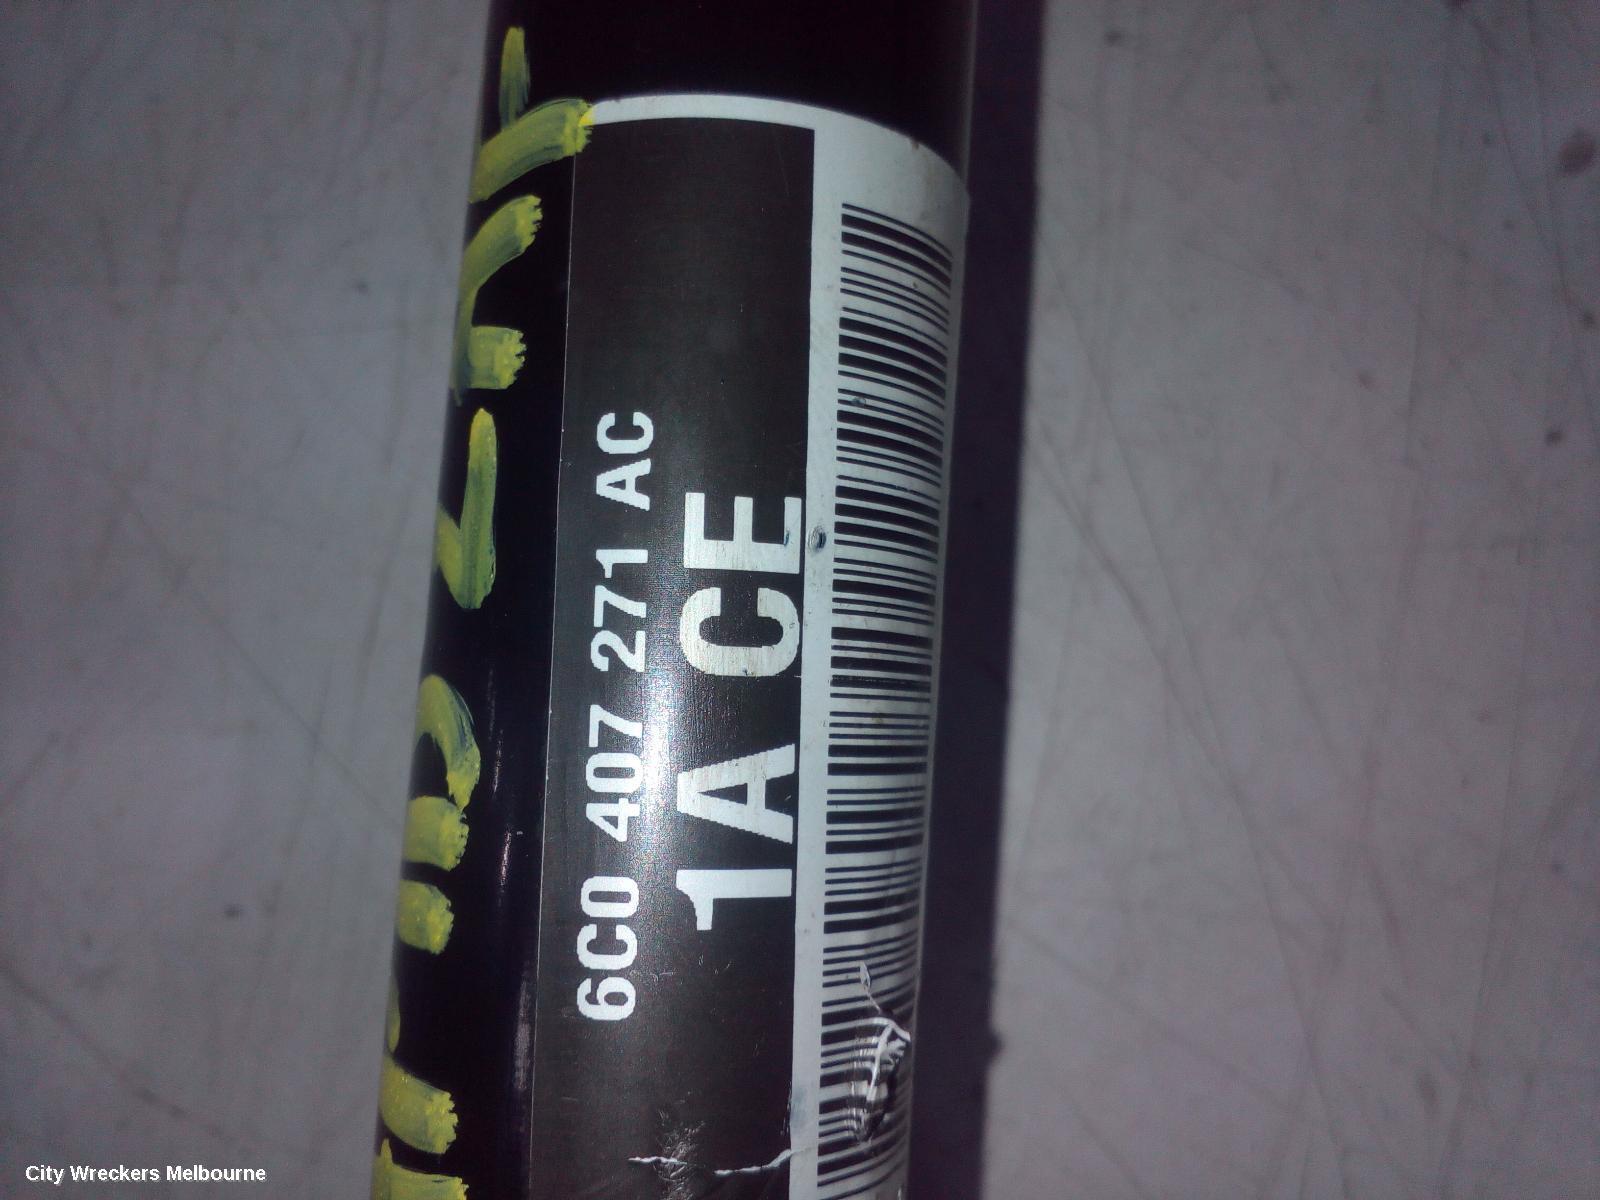 6C0 407 271 AC
1A CE
City Wreckers Melbourne